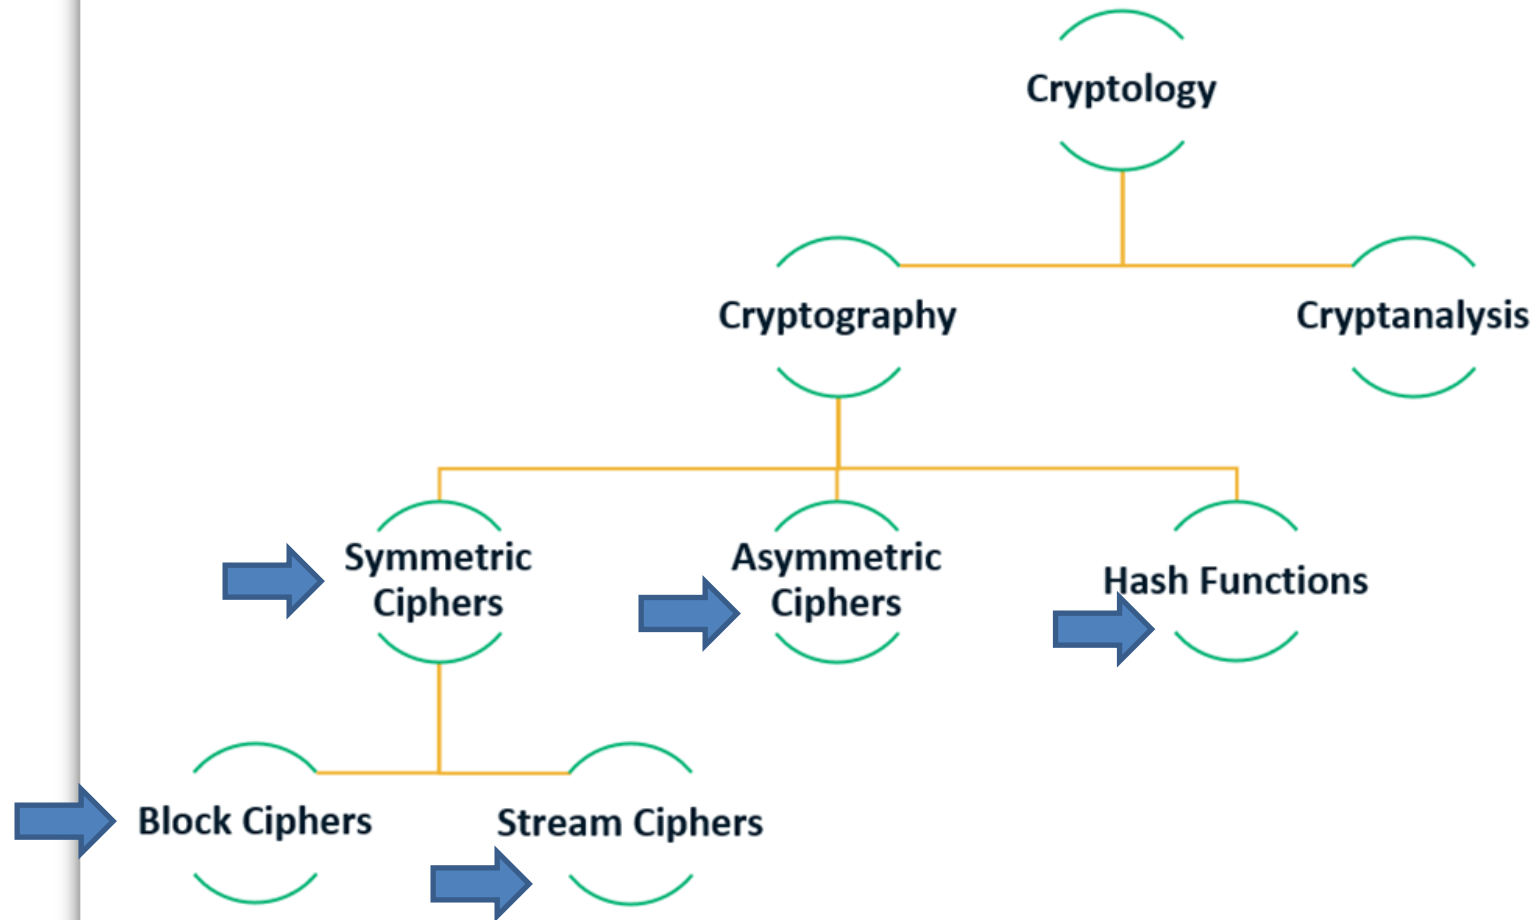 Cryptology
Cryptography
Cryptanalysis
Symmetric
Ciphers
Asymmetric
Ciphers
Hash Functions
Block Ciphers
Stream Ciphers